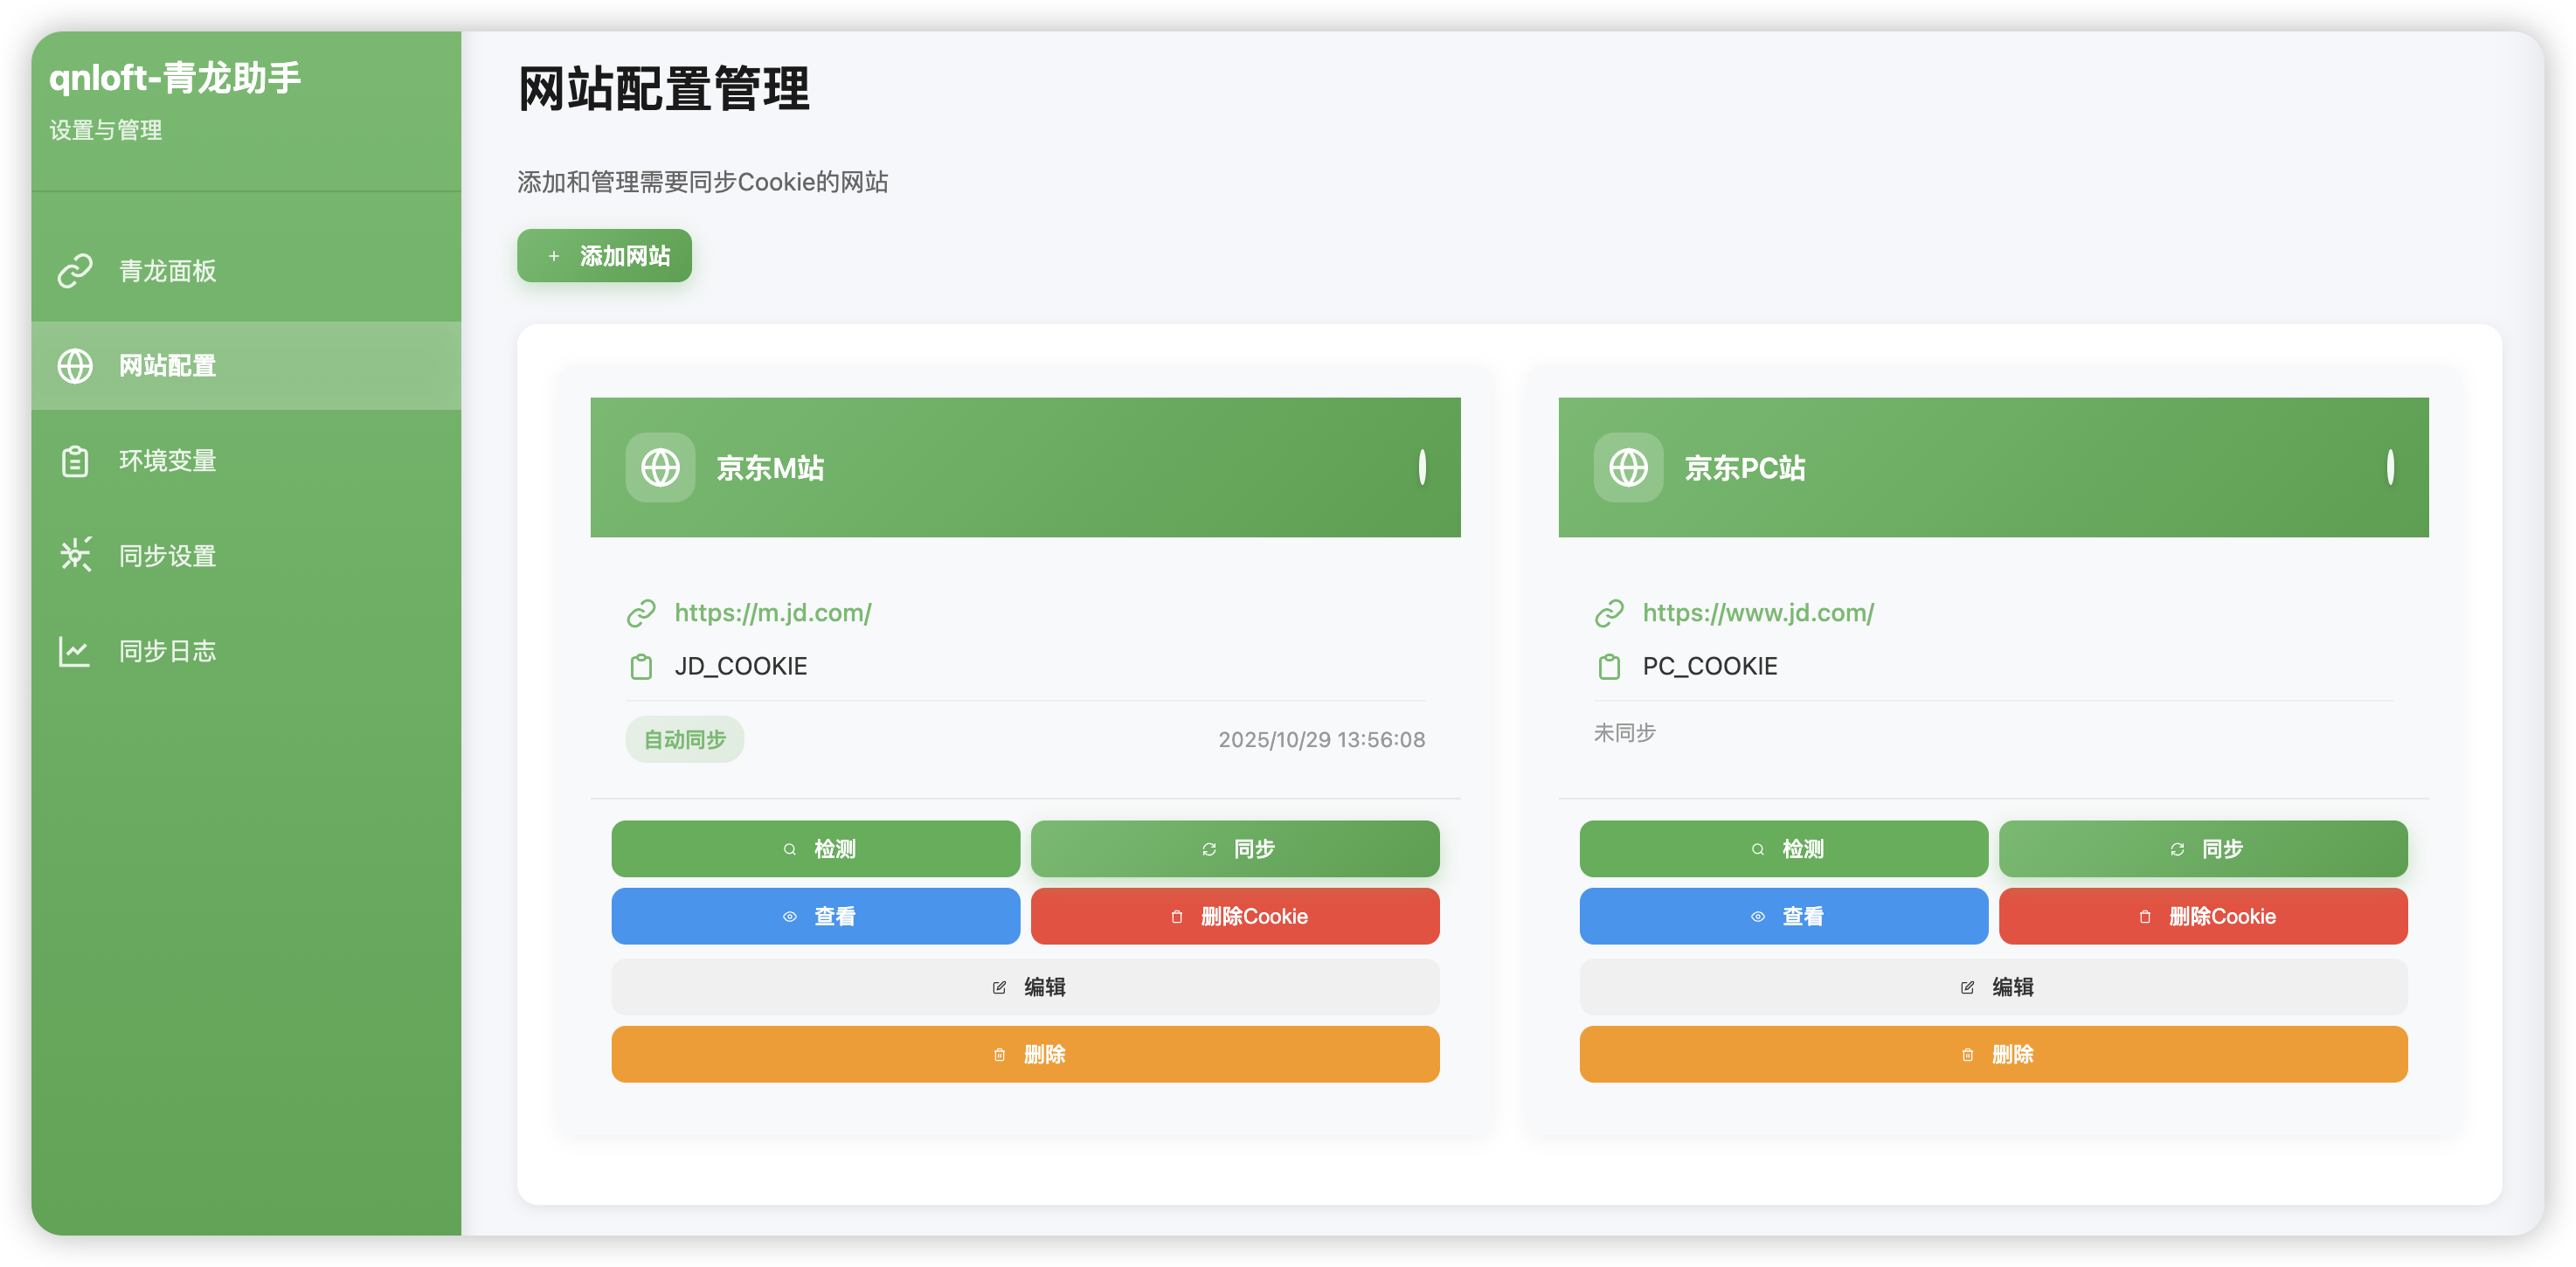 qnloft-青龙助手
设置与管理
青龙面板
网站配置
环境变量
同步设置
同步日志
网站配置管理
添加和管理需要同步Cookie的网站
+ 添加网站
京东M站
https://m.jd.com/
JD_COOKIE
自动同步 2025/10/29 13:56:08
检测 同步
查看 删除Cookie
编辑
删除
京东PC站
https://www.jd.com/
PC_COOKIE
未同步
检测 同步
查看 删除Cookie
编辑
删除